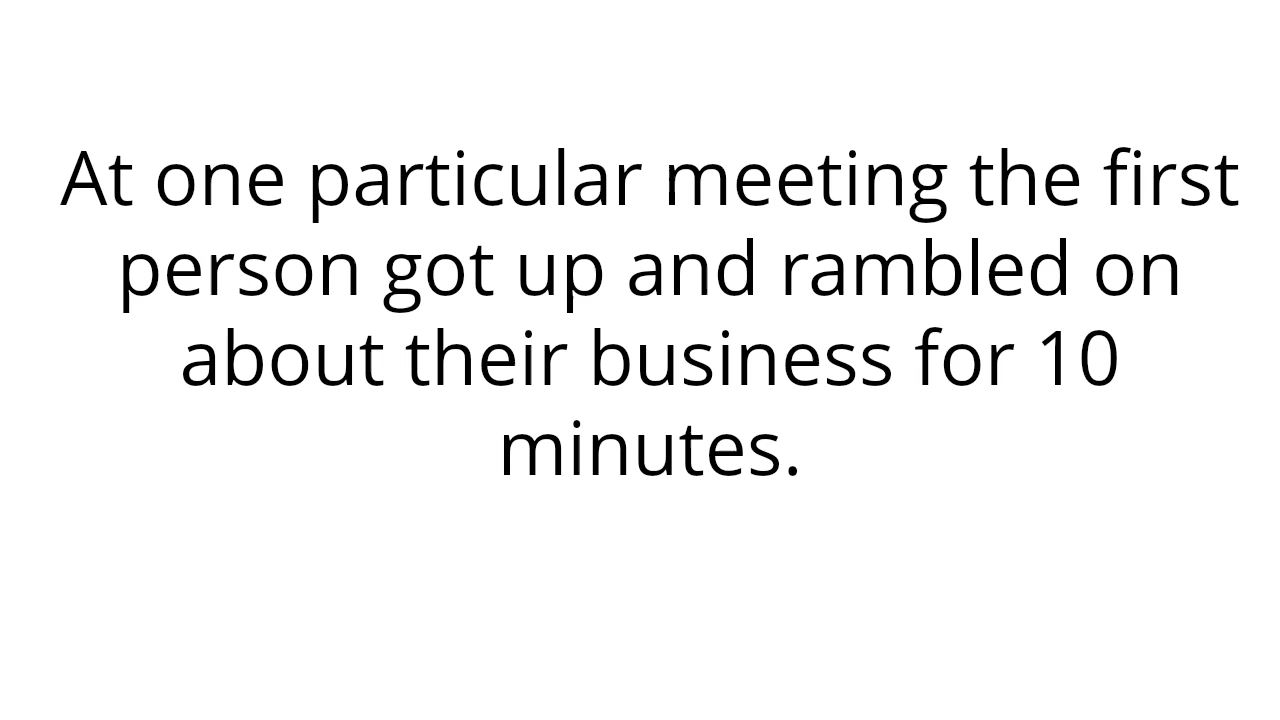 At one particular meeting the first
person got up and rambled on
about their business for 10
minutes.